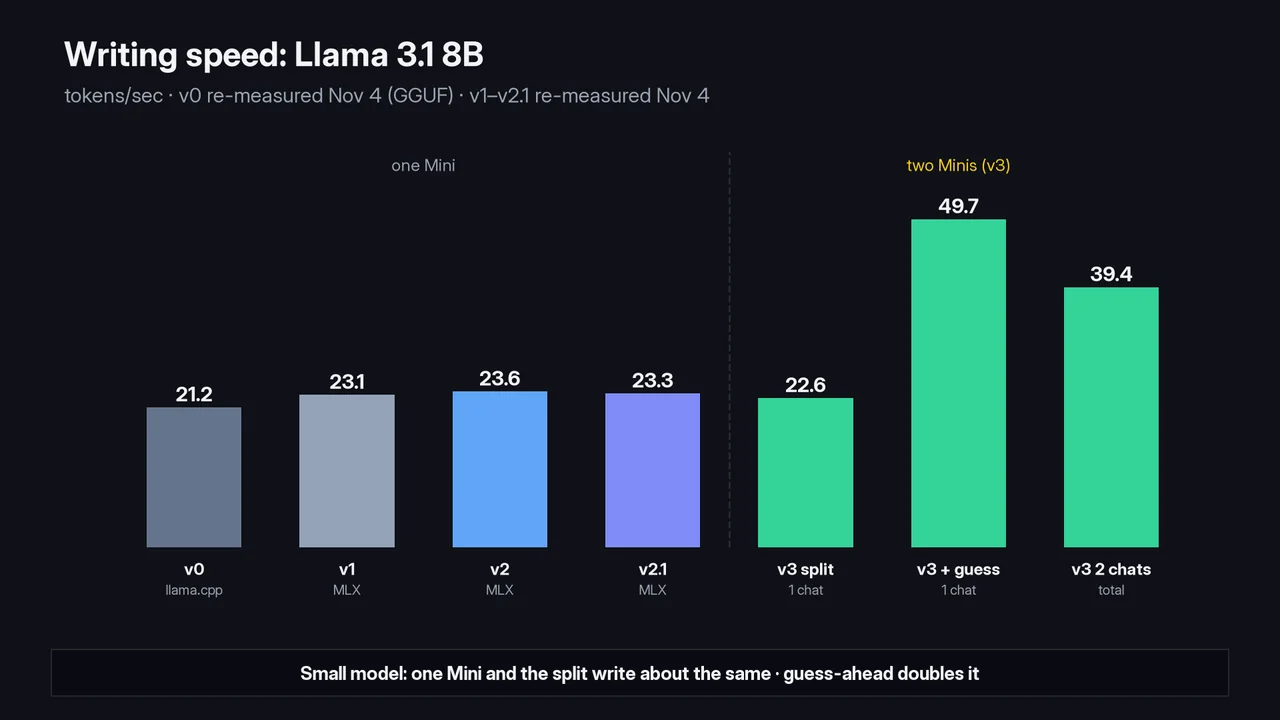 Writing speed: Llama 3.1 8B
tokens/sec · v0 re-measured Nov 4 (GGUF) · v1–v2.1 re-measured Nov 4
one Mini
two Minis (v3)
21.2
23.1
23.6
23.3
22.6
49.7
39.4
v0
llama.cpp
v1
MLX
v2
MLX
v2.1
MLX
v3 split
1 chat
v3 + guess
1 chat
v3 2 chats
total
Small model: one Mini and the split write about the same · guess-ahead doubles it